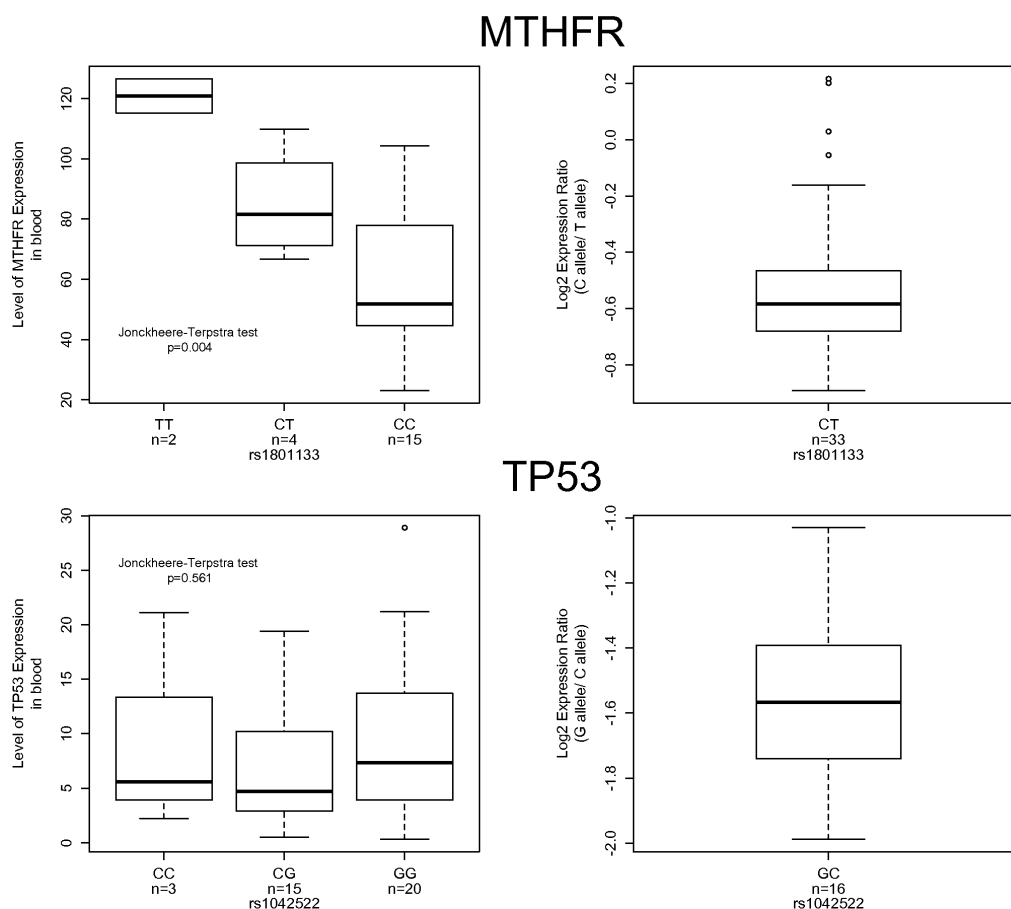 MTHFR
Level of MTHFR Expression
in blood
120
100
80
60
40
20
Jonckheere-Terpstra test
p=0.004
TT
CT
CC
n=2
n=4
n=15
rs1801133
Log2 Expression Ratio
(C allele/ T allele)
0.2
0.0
-0.2
-0.4
-0.6
-0.8
CT
n=33
rs1801133
TP53
Level of TP53 Expression
in blood
30
25
20
15
10
5
0
Jonckheere-Terpstra test
p=0.561
CC
CG
GG
n=3
n=15
n=20
rs1042522
Log2 Expression Ratio
(G allele/ C allele)
-1.0
-1.2
-1.4
-1.6
-1.8
-2.0
GC
n=16
rs1042522